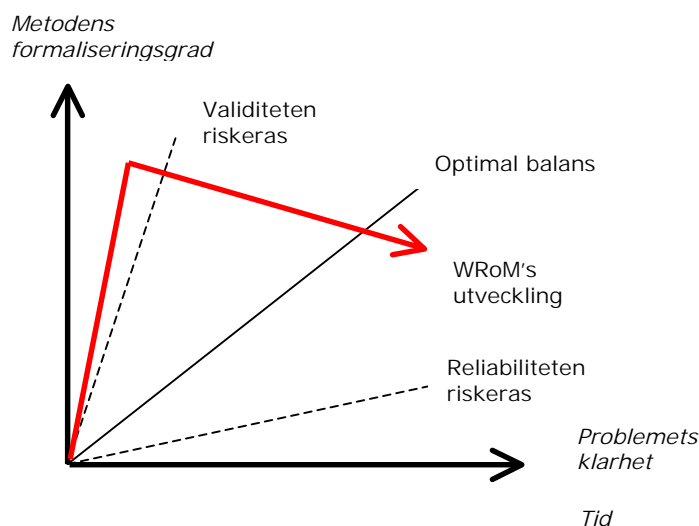 Metodens
formaliseringsgrad
Validiteten
riskeras
Optimal balans
WRoM's
utveckling
Reliabiliteten
riskeras
Problemets
klarhet
Tid